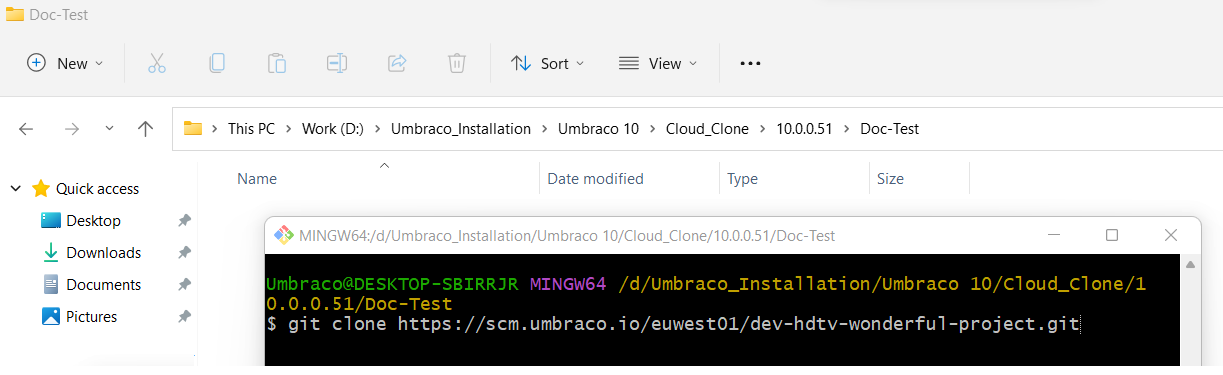 Doc-Test
New Sort View
This PC Work (D:) Umbraco_Installation Umbraco 10 Cloud_Clone 10.0.0.51 Doc-Test
Name Date modified Type Size
Quick access
Desktop
Downloads
Documents
Pictures
MINGW64:/d/Umbraco_Installation/Umbraco 10/Cloud_Clone/10.0.0.51/Doc-Test
Umbraco@DESKTOP-SBIRRJR MINGW64 /d/Umbraco_Installation/Umbraco 10/Cloud_Clone/1
0.0.0.51/Doc-Test
$ git clone https://scm.umbraco.io/euwest01/dev-hdtv-wonderful-project.git